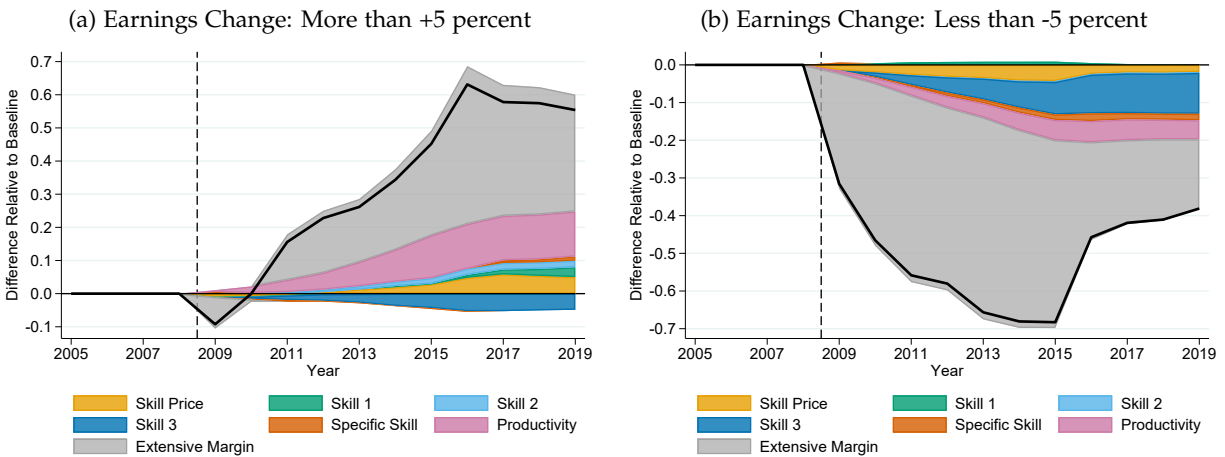 (a) Earnings Change: More than +5 percent
Difference Relative to Baseline
0.7
0.6
0.5
0.4
0.3
0.2
0.1
0.0
-0.1
2005 2007 2009 2011 2013 2015 2017 2019
Year
Skill Price Skill 1 Skill 2
Skill 3 Specific Skill Productivity
Extensive Margin
(b) Earnings Change: Less than -5 percent
Difference Relative to Baseline
0.0
-0.1
-0.2
-0.3
-0.4
-0.5
-0.6
-0.7
2005 2007 2009 2011 2013 2015 2017 2019
Year
Skill Price Skill 1 Skill 2
Skill 3 Specific Skill Productivity
Extensive Margin